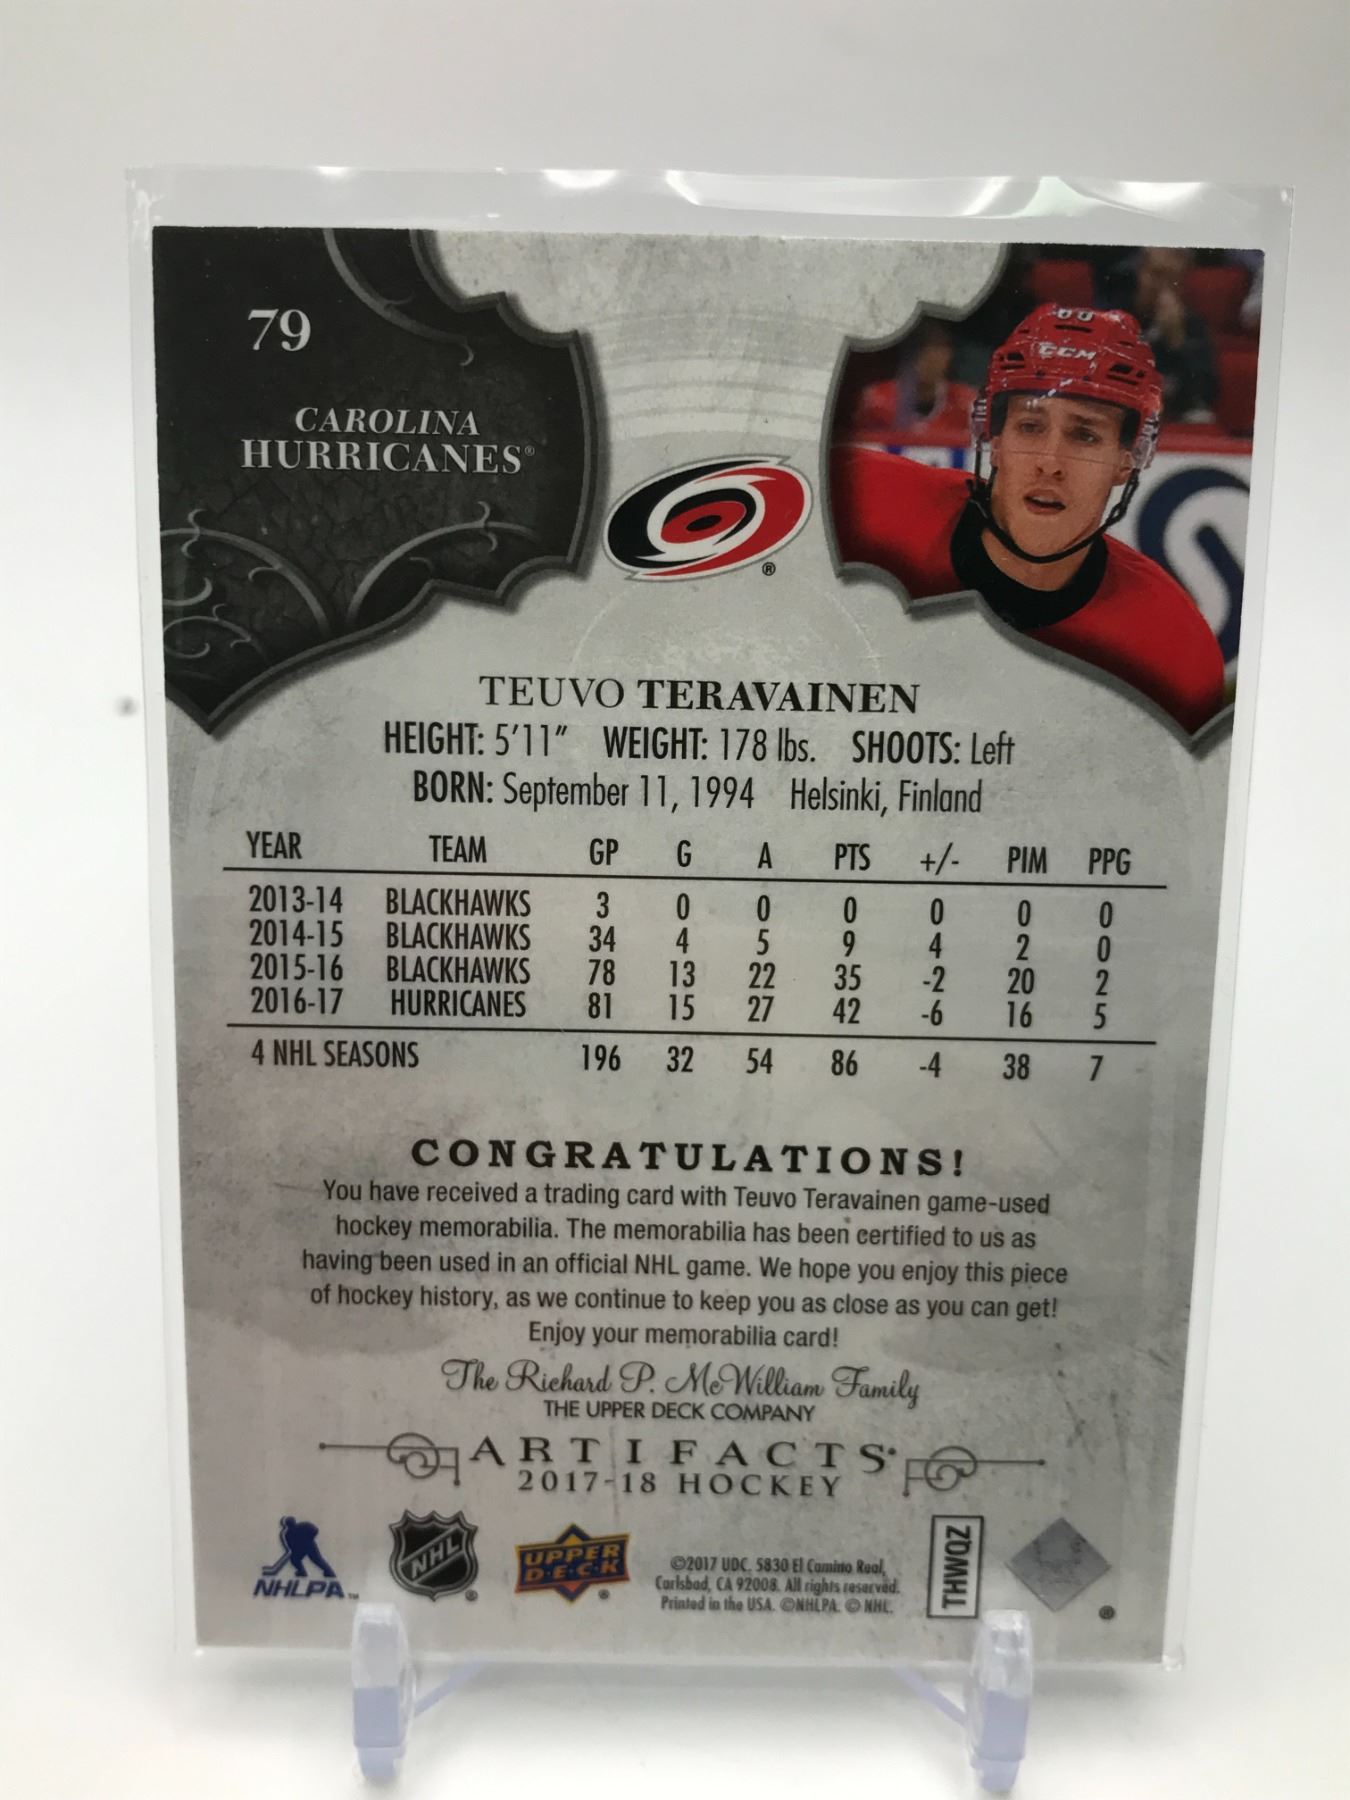 79
CAROLINA
HURRICANES®
CCM
®
TEUVO TERAVAINEN
HEIGHT: 5'11" WEIGHT: 178 lbs. SHOOTS: Left
BORN: September 11, 1994 Helsinki, Finland
YEAR TEAM GP G A PTS +/- PIM PPG
2013-14 BLACKHAWKS 3 0 0 0 0 0 0
2014-15 BLACKHAWKS 34 4 5 9 4 2 0
2015-16 BLACKHAWKS 78 13 22 35 -2 20 2
2016-17 HURRICANES 81 15 27 42 -6 16 5
4 NHL SEASONS 196 32 54 86 -4 38 7
CONGRATULATIONS!
You have received a trading card with Teuvo Teravainen game-used
hockey memorabilia. The memorabilia has been certified to us as
having been used in an official NHL game. We hope you enjoy this piece
of hockey history, as we continue to keep you as close as you can get!
Enjoy your memorabilia card!
The Richard P. McWilliam Family
THE UPPER DECK COMPANY
ARTIFACTS®
2017-18 HOCKEY
NHLPA™
NHL®
UPPER
D·E·C·K®
©2017 UDC. 5830 El Camino Real,
Carlsbad, CA 92008. All rights reserved.
Printed in the USA. ©NHLPA. © NHL.
THWQZ
®